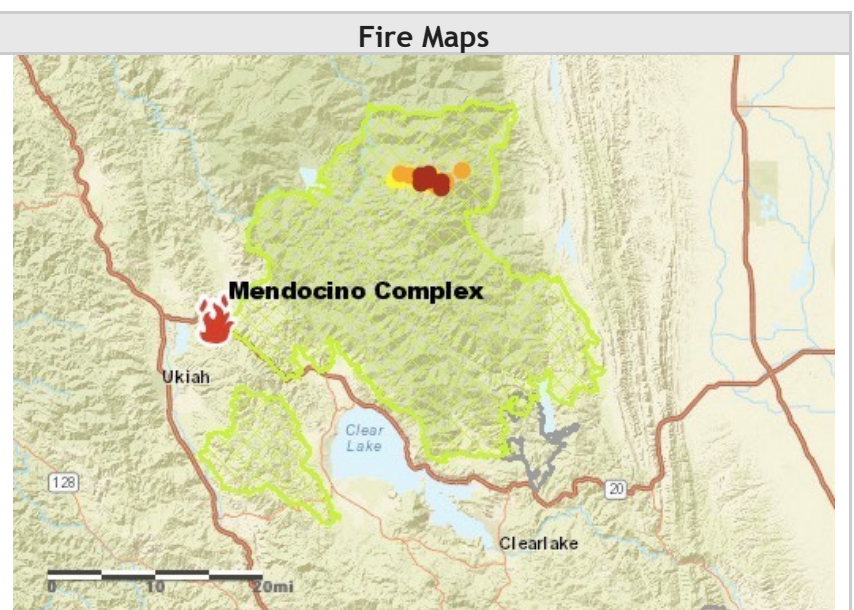 Fire Maps
Mendocino Complex
Ukiah
Clear
Lake
128
20
Clearlake
0 10 20mi